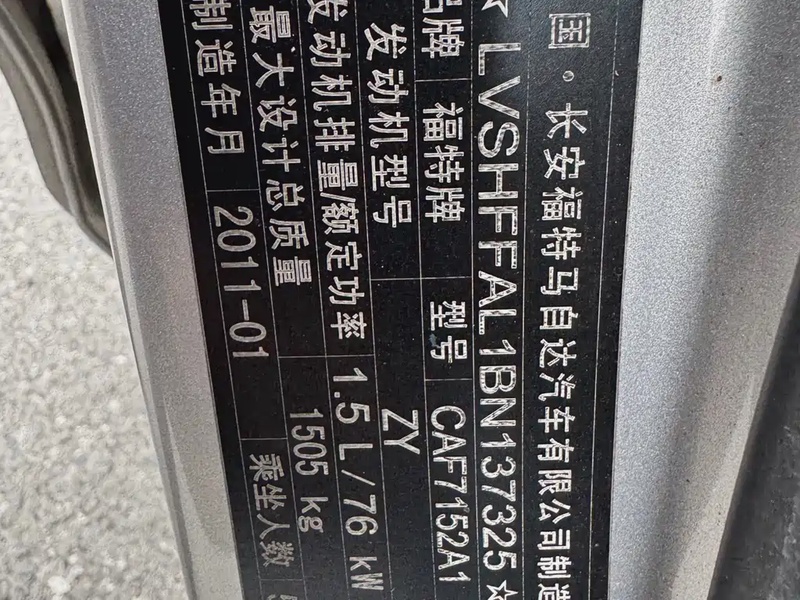 国·长安福特马自达汽车有限公司制造
☆LVSHFFAL1BN137325☆
品牌 福特牌 型号 CAF7152A1
发动机型号 ZY
发动机排量/额定功率 1.5 L/76 kW
最大设计总质量 1505 kg
制造年月 2011-01 乘坐人数